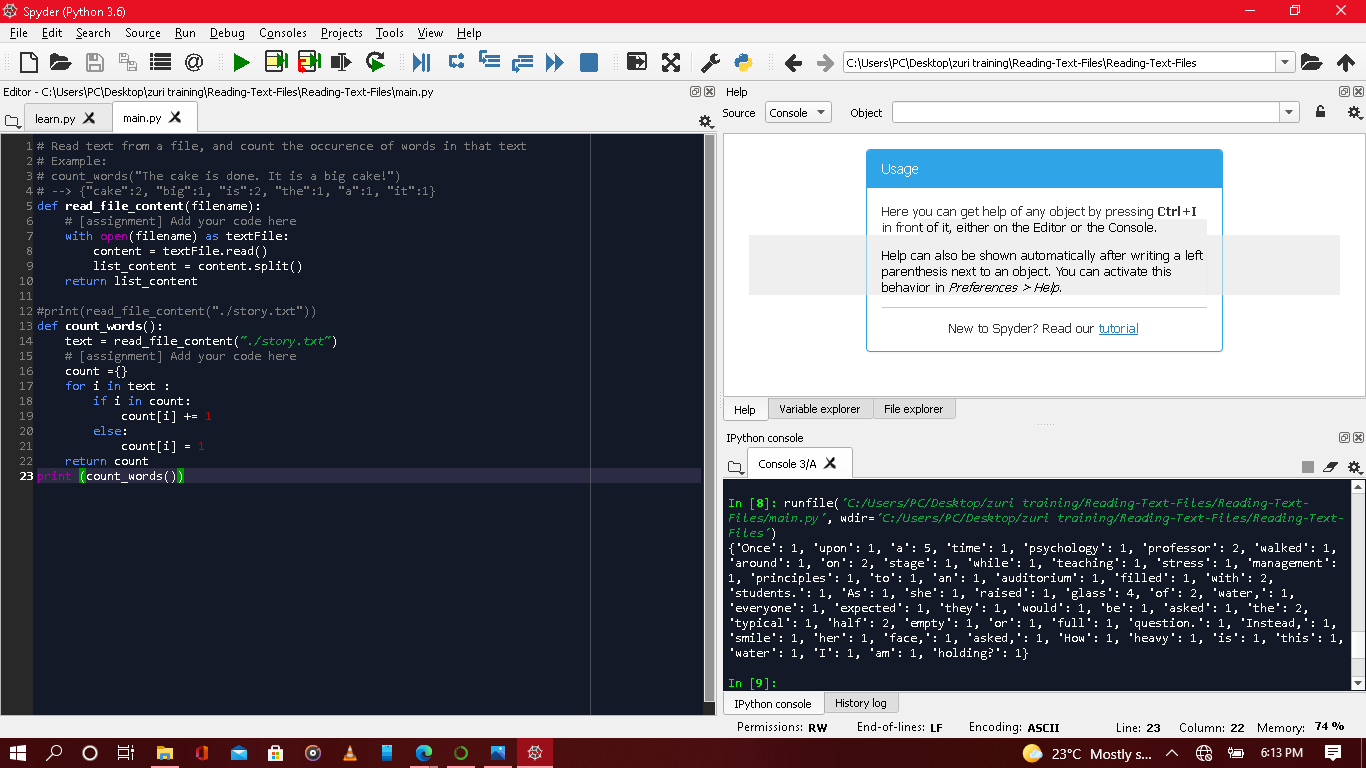 Spyder (Python 3.6)
File Edit Search Source Run Debug Consoles Projects Tools View Help
C:\Users\PC\Desktop\zuri training\Reading-Text-Files\Reading-Text-Files
Editor - C:\Users\PC\Desktop\zuri training\Reading-Text-Files\Reading-Text-Files\main.py
learn.py main.py
1 # Read text from a file, and count the occurence of words in that text
2 # Example:
3 # count_words("The cake is done. It is a big cake!")
4 # --> {"cake":2, "big":1, "is":2, "the":1, "a":1, "it":1}
5 def read_file_content(filename):
6     # [assignment] Add your code here
7     with open(filename) as textFile:
8         content = textFile.read()
9         list_content = content.split()
10     return list_content
11
12 #print(read_file_content("./story.txt"))
13 def count_words():
14     text = read_file_content("./story.txt")
15     # [assignment] Add your code here
16     count ={}
17     for i in text :
18         if i in count:
19             count[i] += 1
20         else:
21             count[i] = 1
22     return count
23 print (count_words())
Help
Source Console Object
Usage
Here you can get help of any object by pressing Ctrl+I
in front of it, either on the Editor or the Console.
Help can also be shown automatically after writing a left
parenthesis next to an object. You can activate this
behavior in Preferences > Help.
New to Spyder? Read our tutorial
Help Variable explorer File explorer
IPython console
Console 3/A
In [8]: runfile('C:/Users/PC/Desktop/zuri training/Reading-Text-Files/Reading-Text-
Files/main.py', wdir='C:/Users/PC/Desktop/zuri training/Reading-Text-Files/Reading-Text-
Files')
{'Once': 1, 'upon': 1, 'a': 5, 'time': 1, 'psychology': 1, 'professor': 2, 'walked': 1,
'around': 1, 'on': 2, 'stage': 1, 'while': 1, 'teaching': 1, 'stress': 1, 'management':
1, 'principles': 1, 'to': 1, 'an': 1, 'auditorium': 1, 'filled': 1, 'with': 2,
'students.': 1, 'As': 1, 'she': 1, 'raised': 1, 'glass': 4, 'of': 2, 'water,': 1,
'everyone': 1, 'expected': 1, 'they': 1, 'would': 1, 'be': 1, 'asked': 1, 'the': 2,
'typical': 1, 'half': 2, 'empty': 1, 'or': 1, 'full': 1, 'question.': 1, 'Instead,': 1,
'smile': 1, 'her': 1, 'face,': 1, 'asked,': 1, 'How': 1, 'heavy': 1, 'is': 1, 'this': 1,
'water': 1, 'I': 1, 'am': 1, 'holding?': 1}
In [9]:
IPython console History log
Permissions: RW End-of-lines: LF Encoding: ASCII Line: 23 Column: 22 Memory: 74 %
23°C Mostly s... 6:13 PM